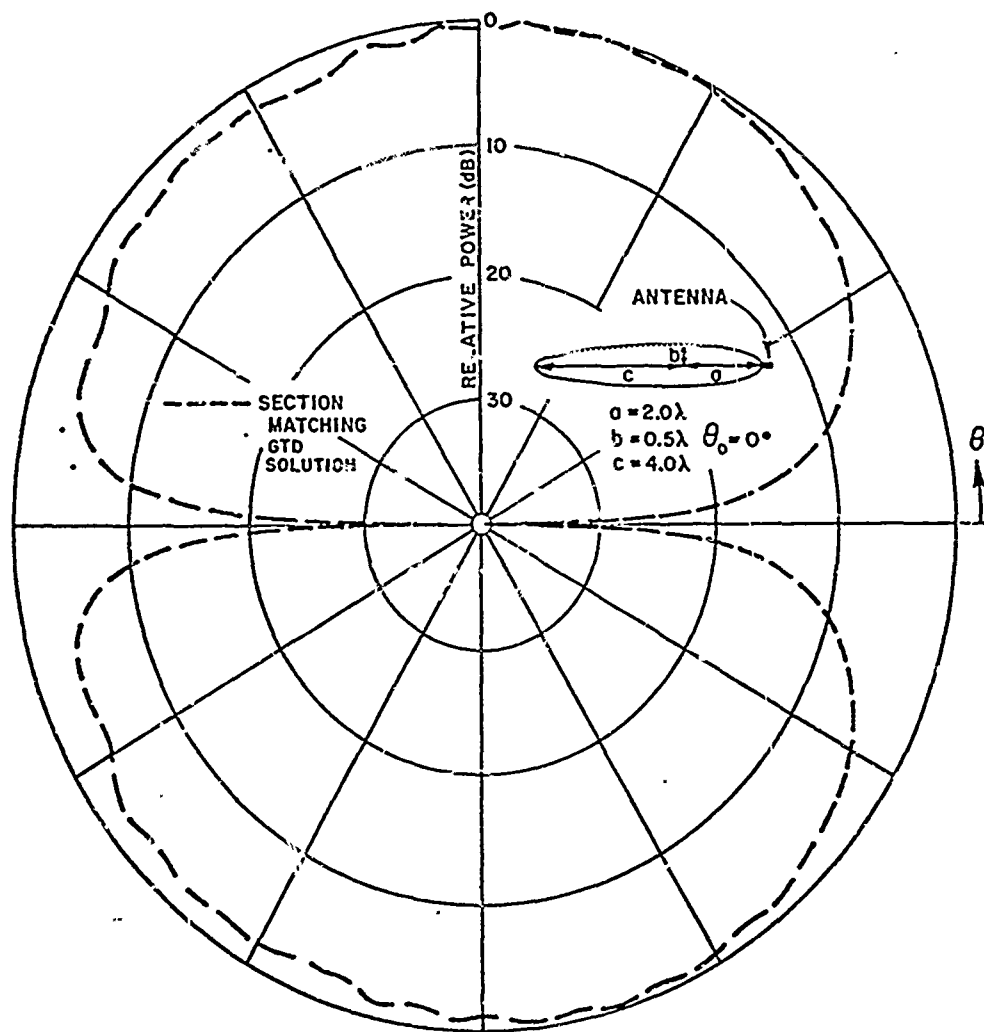 0
10
20
30
RELATIVE POWER (dB)
ANTENNA
b
c
a
a = 2.0λ
b = 0.5λ θ₀ = 0°
c = 4.0λ
SECTION
MATCHING
GTD
SOLUTION
θ